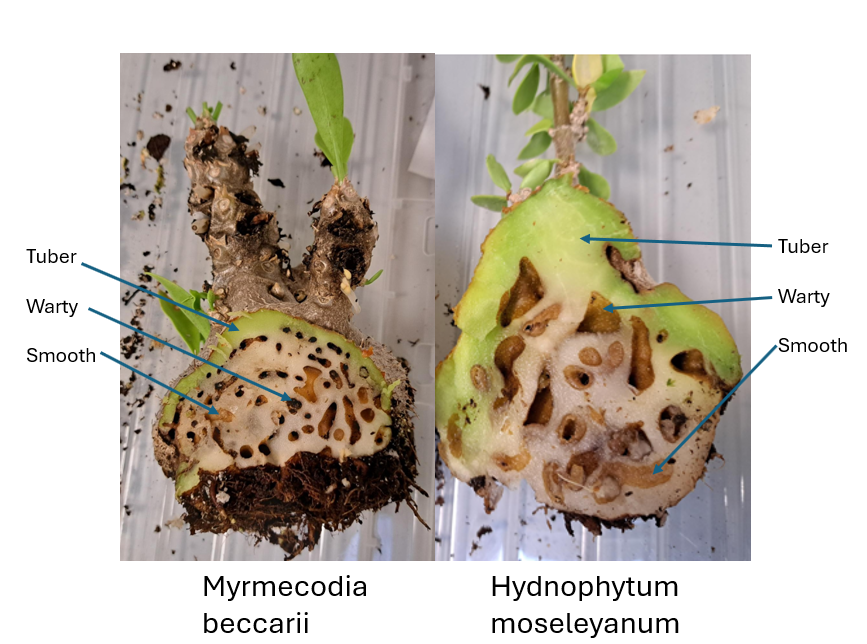 Tuber
Warty
Smooth
Tuber
Warty
Smooth
Myrmecodia
beccarii
Hydnophytum
moseleyanum